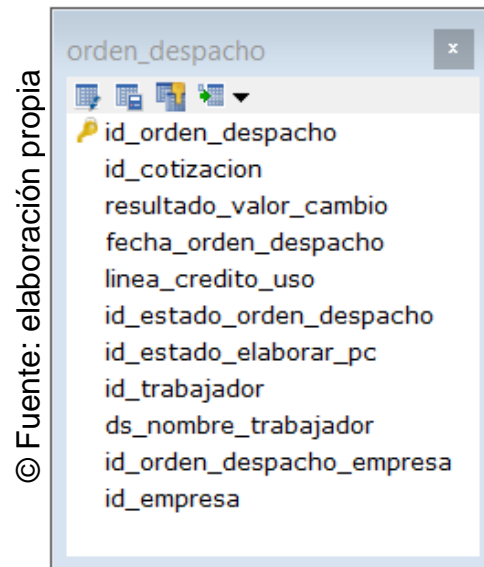 orden_despacho
id_orden_despacho
id_cotizacion
resultado_valor_cambio
fecha_orden_despacho
linea_credito_uso
id_estado_orden_despacho
id_estado_elaborar_pc
id_trabajador
ds_nombre_trabajador
id_orden_despacho_empresa
id_empresa
© Fuente: elaboración propia